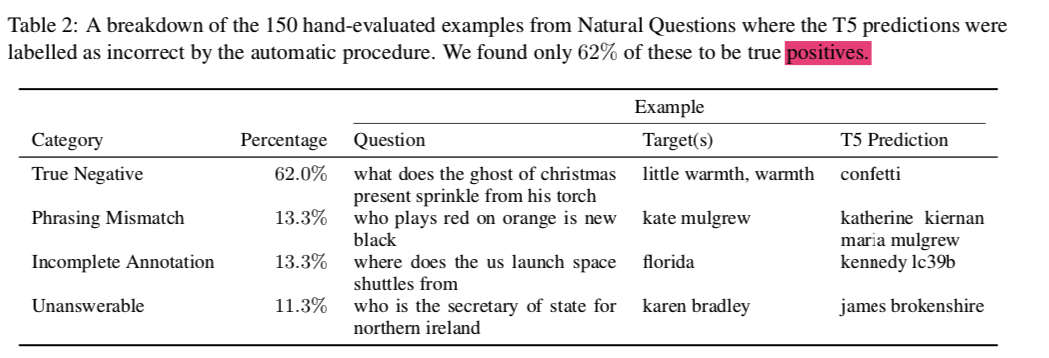 Table 2: A breakdown of the 150 hand-evaluated examples from Natural Questions where the T5 predictions were
labelled as incorrect by the automatic procedure. We found only 62% of these to be true positives.
Example
Category Percentage Question Target(s) T5 Prediction
True Negative 62.0% what does the ghost of christmas little warmth, warmth confetti
present sprinkle from his torch
Phrasing Mismatch 13.3% who plays red on orange is new kate mulgrew katherine kiernan
black maria mulgrew
Incomplete Annotation 13.3% where does the us launch space florida kennedy lc39b
shuttles from
Unanswerable 11.3% who is the secretary of state for karen bradley james brokenshire
northern ireland